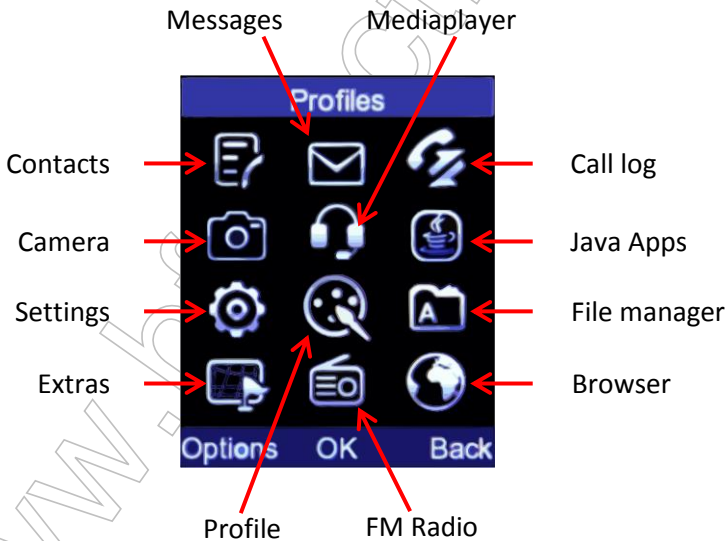 Messages
Mediaplayer
Profiles
Contacts
Call log
Camera
Java Apps
Settings
A
File manager
Extras
Browser
Options OK Back
Profile
FM Radio